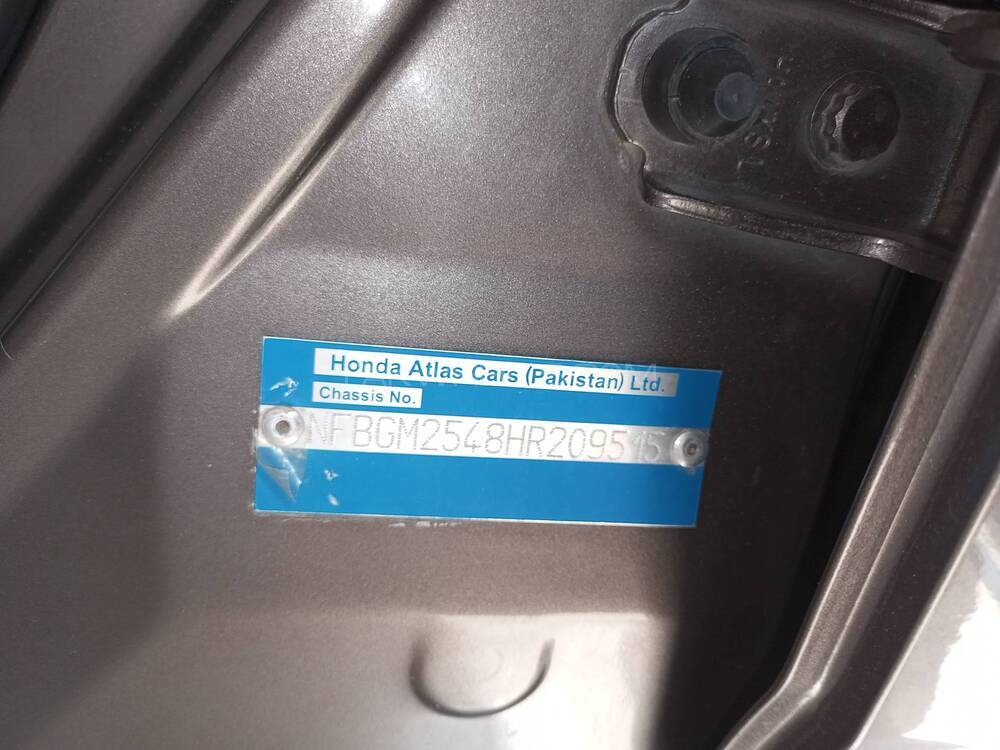 Honda Atlas Cars (Pakistan) Ltd.
Chassis No.
NFBGM2548HR209515